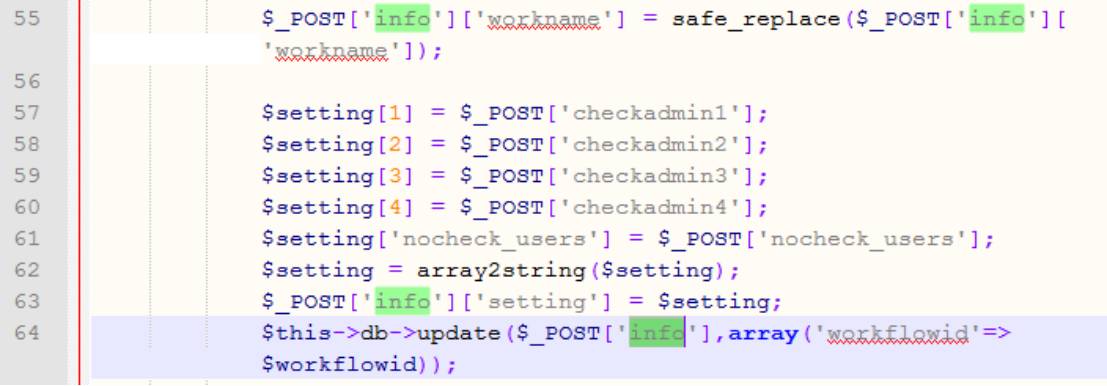 55 $_POST['info']['workname'] = safe_replace($_POST['info'][
'workname']);
56
57 $setting[1] = $_POST['checkadmin1'];
58 $setting[2] = $_POST['checkadmin2'];
59 $setting[3] = $_POST['checkadmin3'];
60 $setting[4] = $_POST['checkadmin4'];
61 $setting['nocheck_users'] = $_POST['nocheck_users'];
62 $setting = array2string($setting);
63 $_POST['info']['setting'] = $setting;
64 $this->db->update($_POST['info'],array('workflowid'=>
$workflowid));